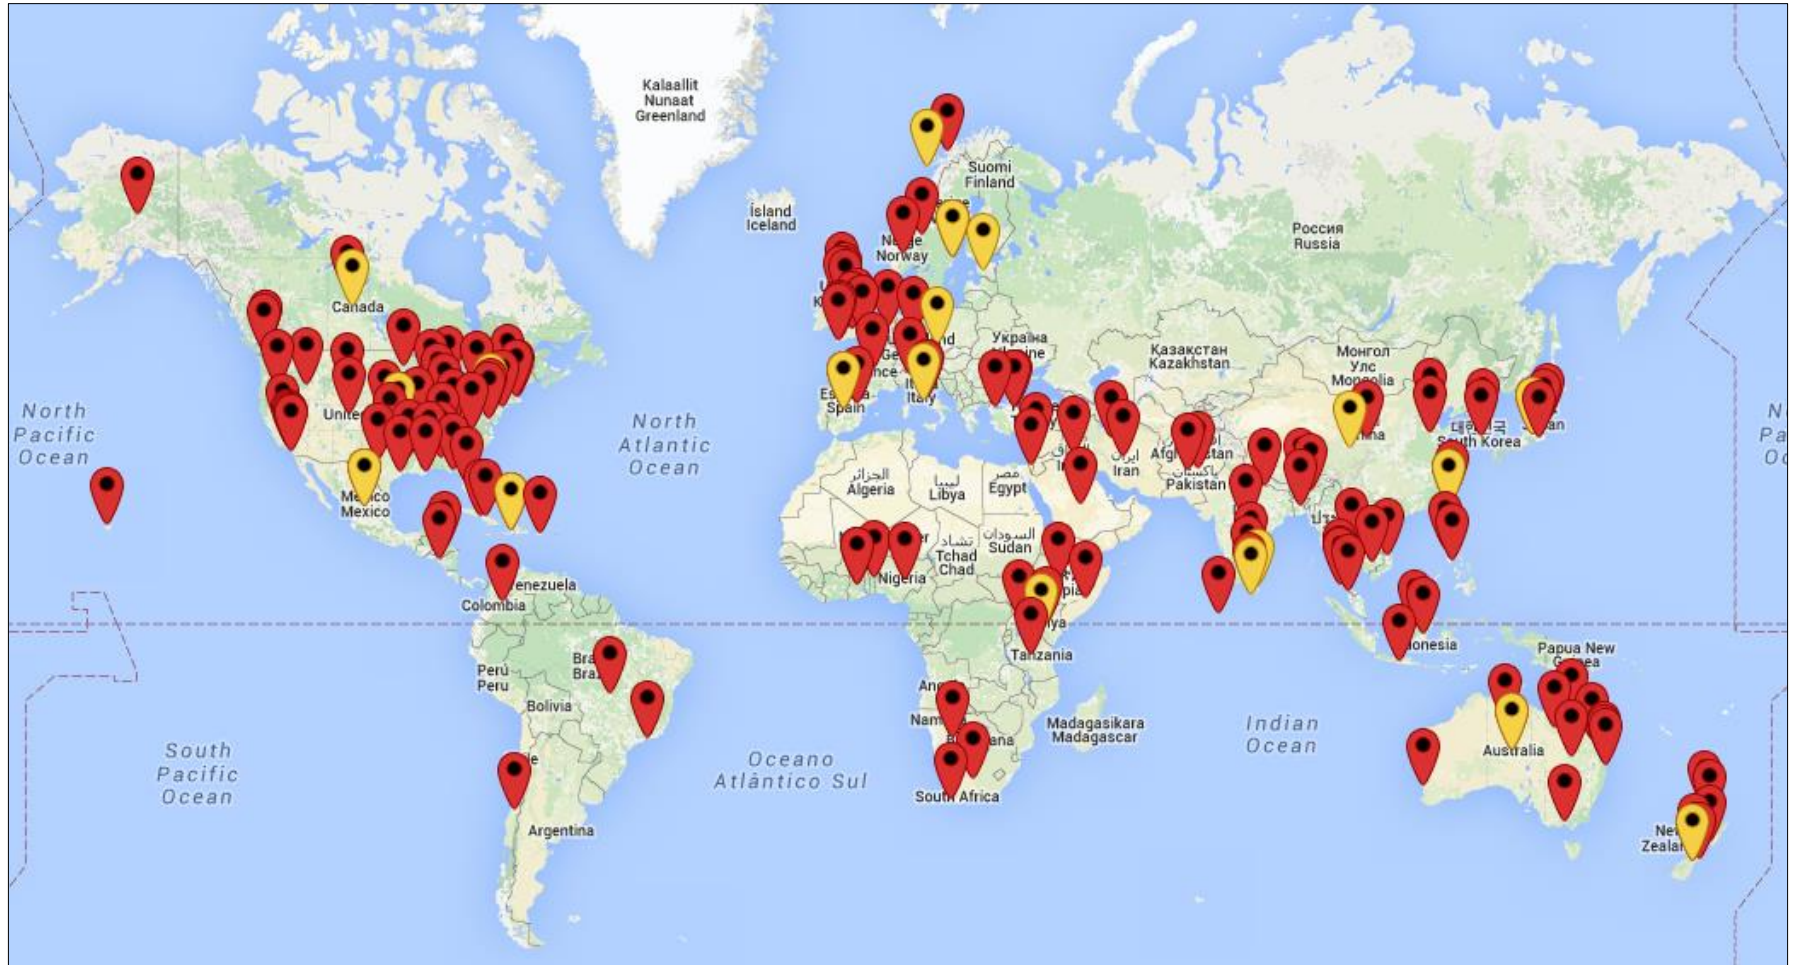 Kalaallit
Nunaat
Greenland
Suomi
Finland
Ísland
Iceland
Россия
Russia
Norway
Canada
Україна
Қазақстан
Kazakhstan
Монгол
Улс
North
Pacific
Ocean
North
Atlantic
Ocean
Italy
Spain
South Korea
الجزائر
Algeria
ليبيا
Libya
مصر
Egypt
Iran
پاکستان
Pakistan
Mexico
السودان
Sudan
تشاد
Tchad
Chad
Nigeria
Colombia
Tanzania
Perú
Peru
Bolivia
Papua New
Madagasikara
Madagascar
Indian
Ocean
Australia
South
Pacific
Ocean
Oceano
Atlântico Sul
South Africa
Argentina